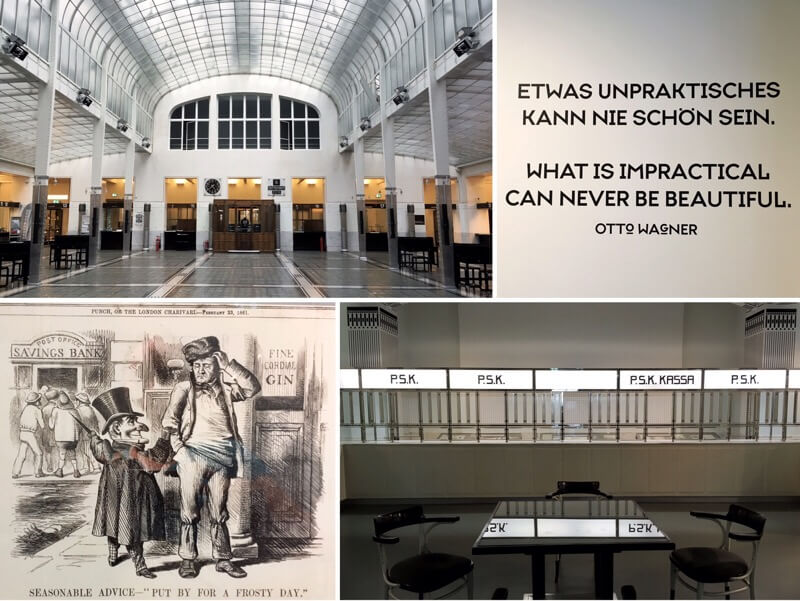 ETWAS UNPRAKTISCHES
KANN NIE SCHÖN SEIN.
WHAT IS IMPRACTICAL
CAN NEVER BE BEAUTIFUL.
OTTO WAGNER
PUNCH, OR THE LONDON CHARIVARI.—February 23, 1861.
POST OFFICE
SAVINGS BANK
FINE
CORDIAL
GIN
SEASONABLE ADVICE—"PUT BY FOR A FROSTY DAY."
P.S.K.
P.S.K.
P.S.K. KASSA
P.S.K.
P.S.K.
P.S.K.